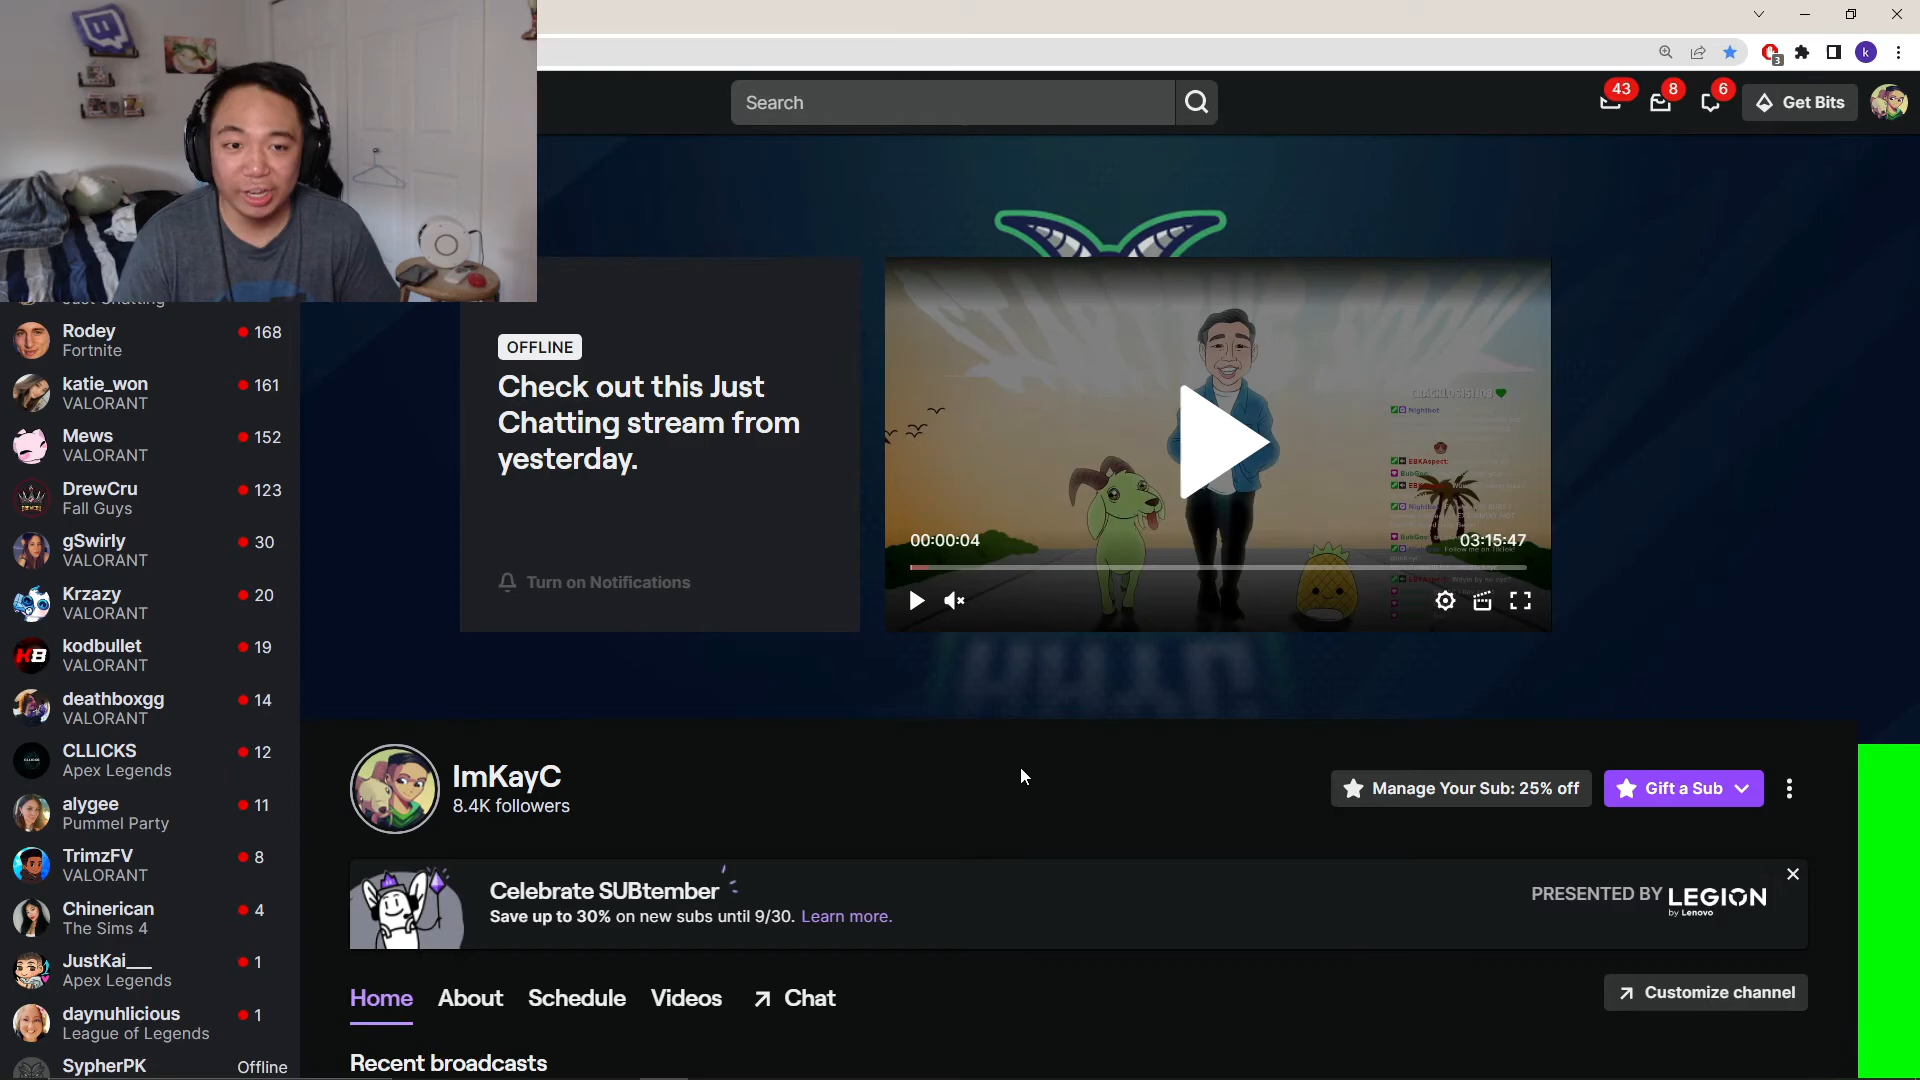 3
Search
43
8
6
Get Bits
Rodey
Fortnite
168
katie_won
VALORANT
161
Mews
VALORANT
152
DrewCru
Fall Guys
123
gSwirly
VALORANT
30
Krzazy
VALORANT
20
kodbullet
VALORANT
19
deathboxgg
VALORANT
14
CLLICKS
Apex Legends
12
alygee
Pummel Party
11
TrimzFV
VALORANT
8
Chinerican
The Sims 4
4
JustKai___
Apex Legends
1
daynuhlicious
League of Legends
1
SypherPK
Offline
OFFLINE
Check out this Just
Chatting stream from
yesterday.
Turn on Notifications
Nightbot
00:00:04
03:15:47
ImKayC
8.4K followers
Manage Your Sub: 25% off
Gift a Sub
Celebrate SUBtember
Save up to 30% on new subs until 9/30. Learn more.
PRESENTED BY LEGION
by Lenovo
Home
About
Schedule
Videos
Chat
Customize channel
Recent broadcasts